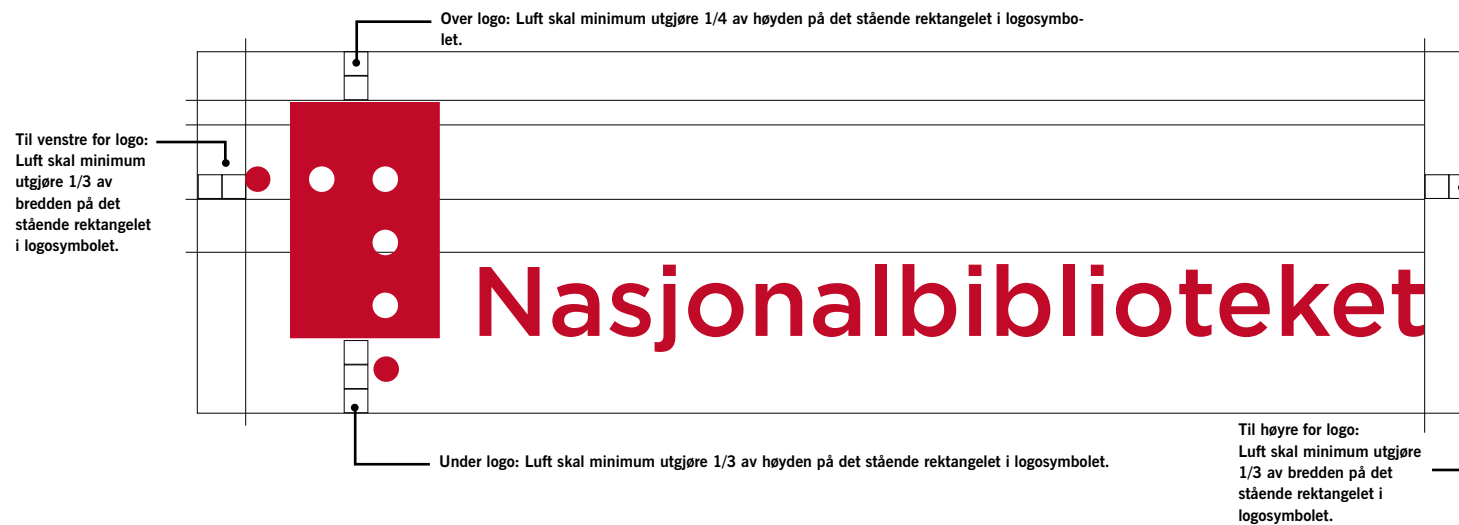 Over logo: Luft skal minimum utgjøre 1/4 av høyden på det stående rektangelet i logosymbo-
let.
Til venstre for logo:
Luft skal minimum
utgjøre 1/3 av
bredden på det
stående rektangelet
i logosymbolet.
Nasjonalbiblioteket
Under logo: Luft skal minimum utgjøre 1/3 av høyden på det stående rektangelet i logosymbolet.
Til høyre for logo:
Luft skal minimum utgjøre
1/3 av bredden på det
stående rektangelet i
logosymbolet.